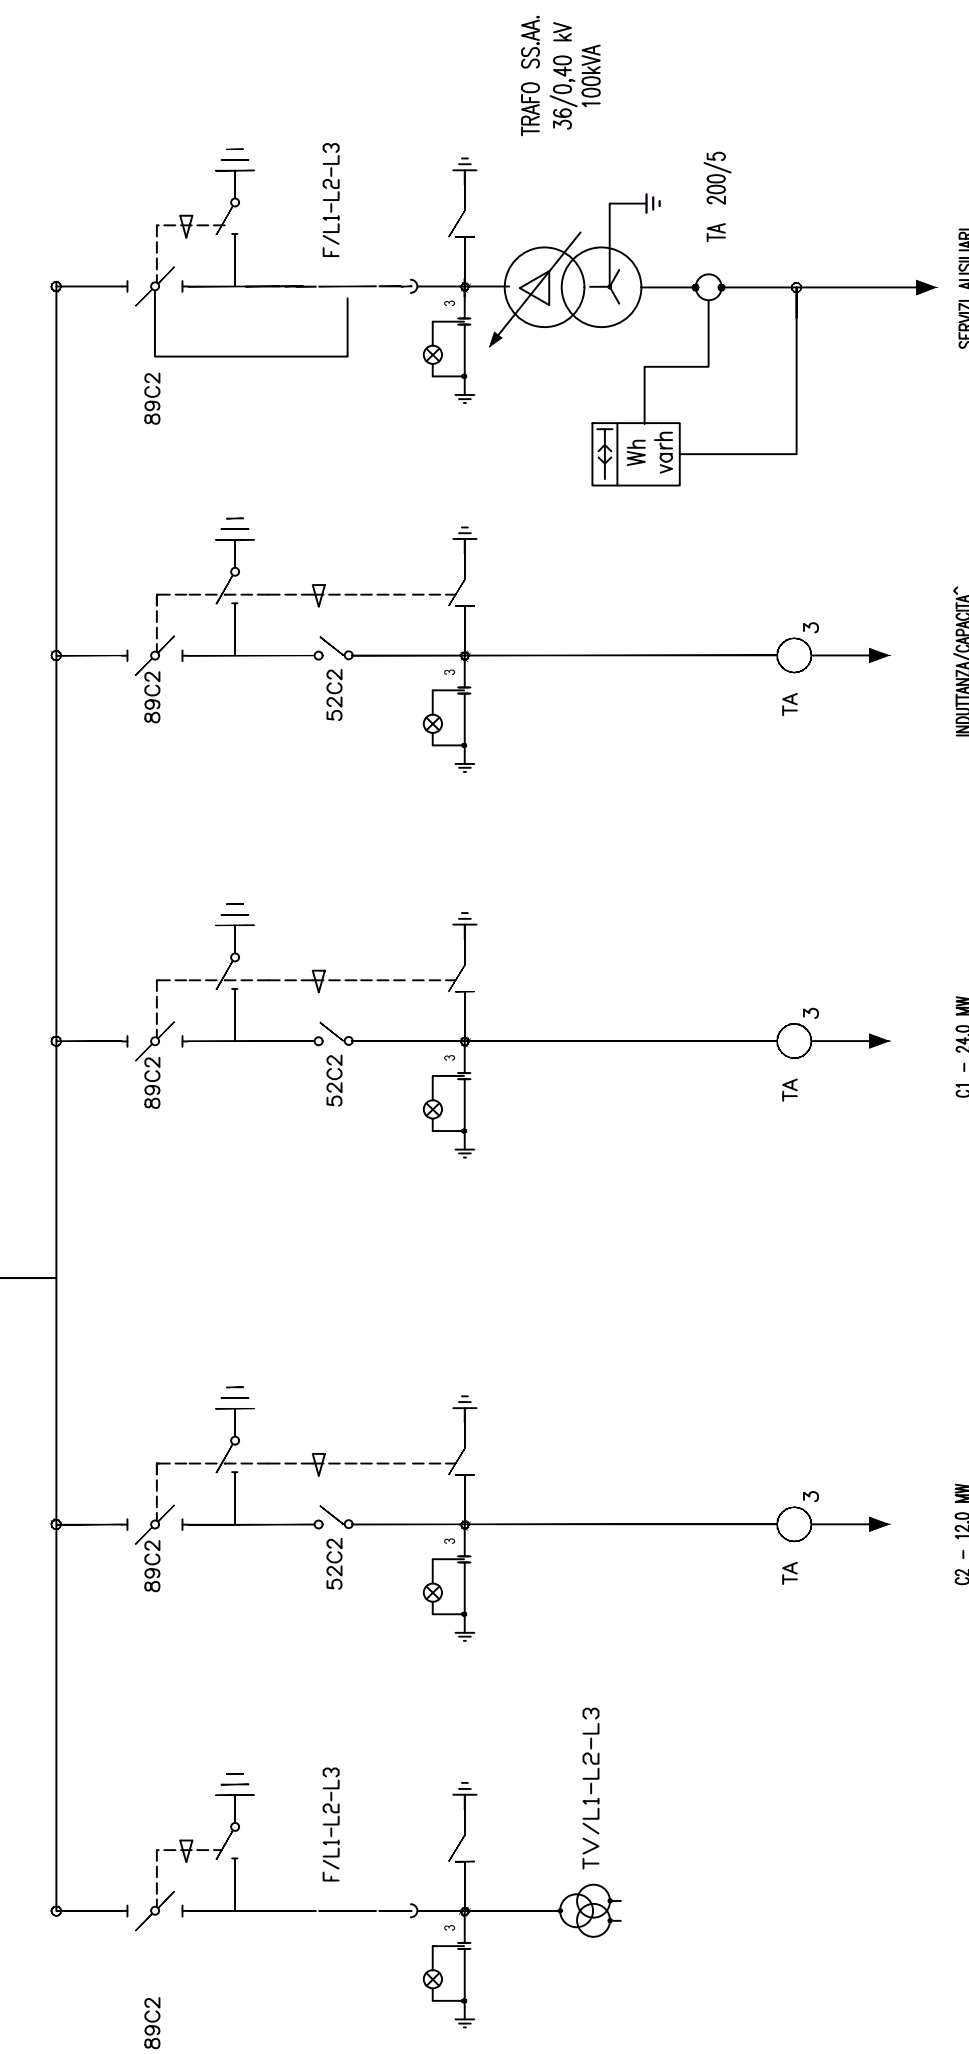 TRAFO SS.AA.
36/0,40 kV
100kVA
89C2
F/L1-L2-L3
3
TA 200/5
Wh
varh
SERVIZI AUSILIARI
89C2
52C2
3
TA
3
INDUTTANZA/CAPACITA^
89C2
52C2
3
TA
3
C1 - 24.0 MW
89C2
52C2
3
TA
3
C2 - 12.0 MW
89C2
F/L1-L2-L3
3
TV/L1-L2-L3